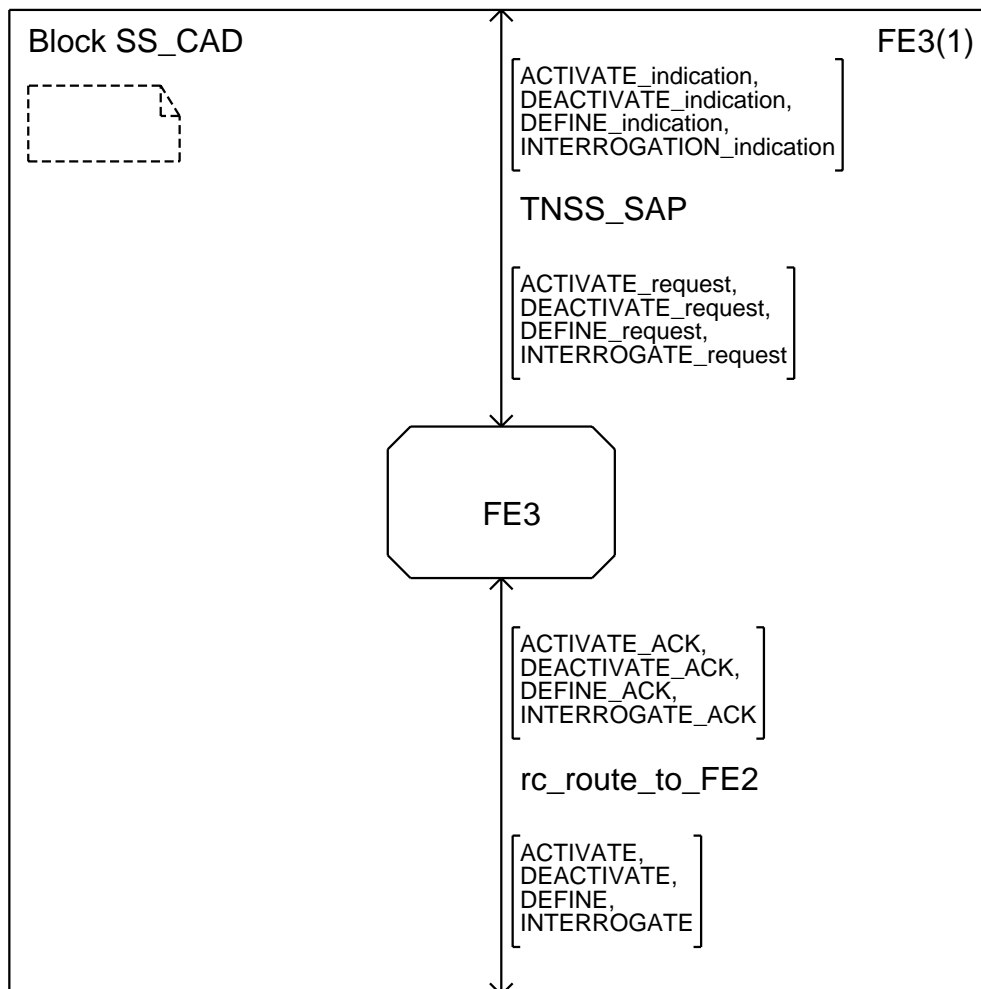 Block SS_CAD
FE3(1)
ACTIVATE_indication,
DEACTIVATE_indication,
DEFINE_indication,
INTERROGATION_indication
TNSS_SAP
ACTIVATE_request,
DEACTIVATE_request,
DEFINE_request,
INTERROGATE_request
FE3
ACTIVATE_ACK,
DEACTIVATE_ACK,
DEFINE_ACK,
INTERROGATE_ACK
rc_route_to_FE2
ACTIVATE,
DEACTIVATE,
DEFINE,
INTERROGATE